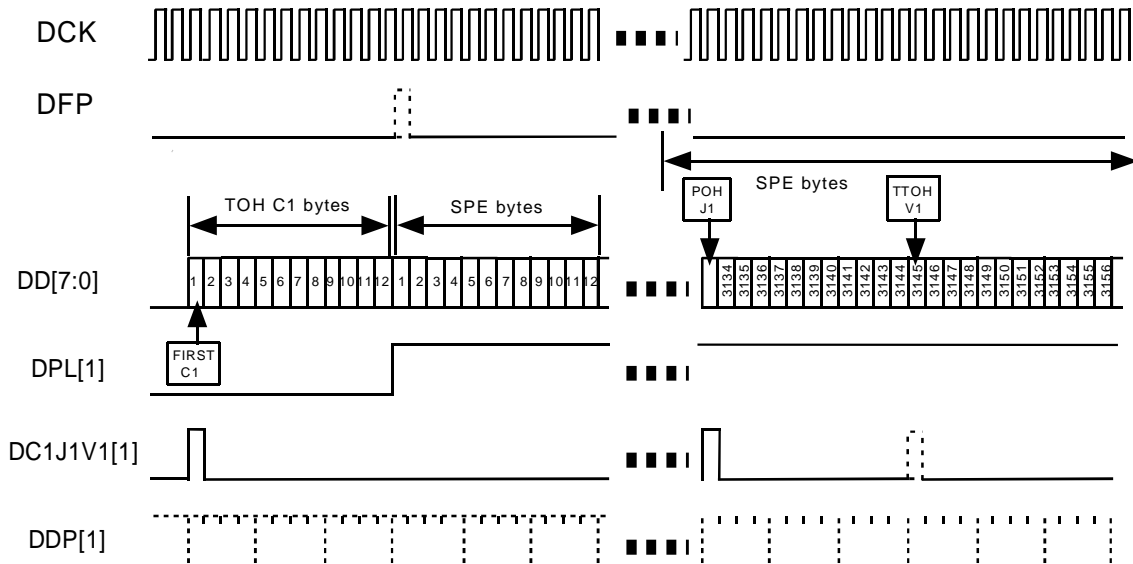 DCK
DFP
SPE bytes
POH
J1
TTOH
V1
TOH C1 bytes
SPE bytes
DD[7:0]
1 2 3 4 5 6 7 8 9 10 11 12 1 2 3 4 5 6 7 8 9 10 11 12
3134 3135 3136 3137 3138 3139 3140 3141 3142 3143 3144 3145 3146 3147 3148 3149 3150 3151 3152 3153 3154 3155 3156
FIRST
C1
DPL[1]
DC1J1V1[1]
DDP[1]